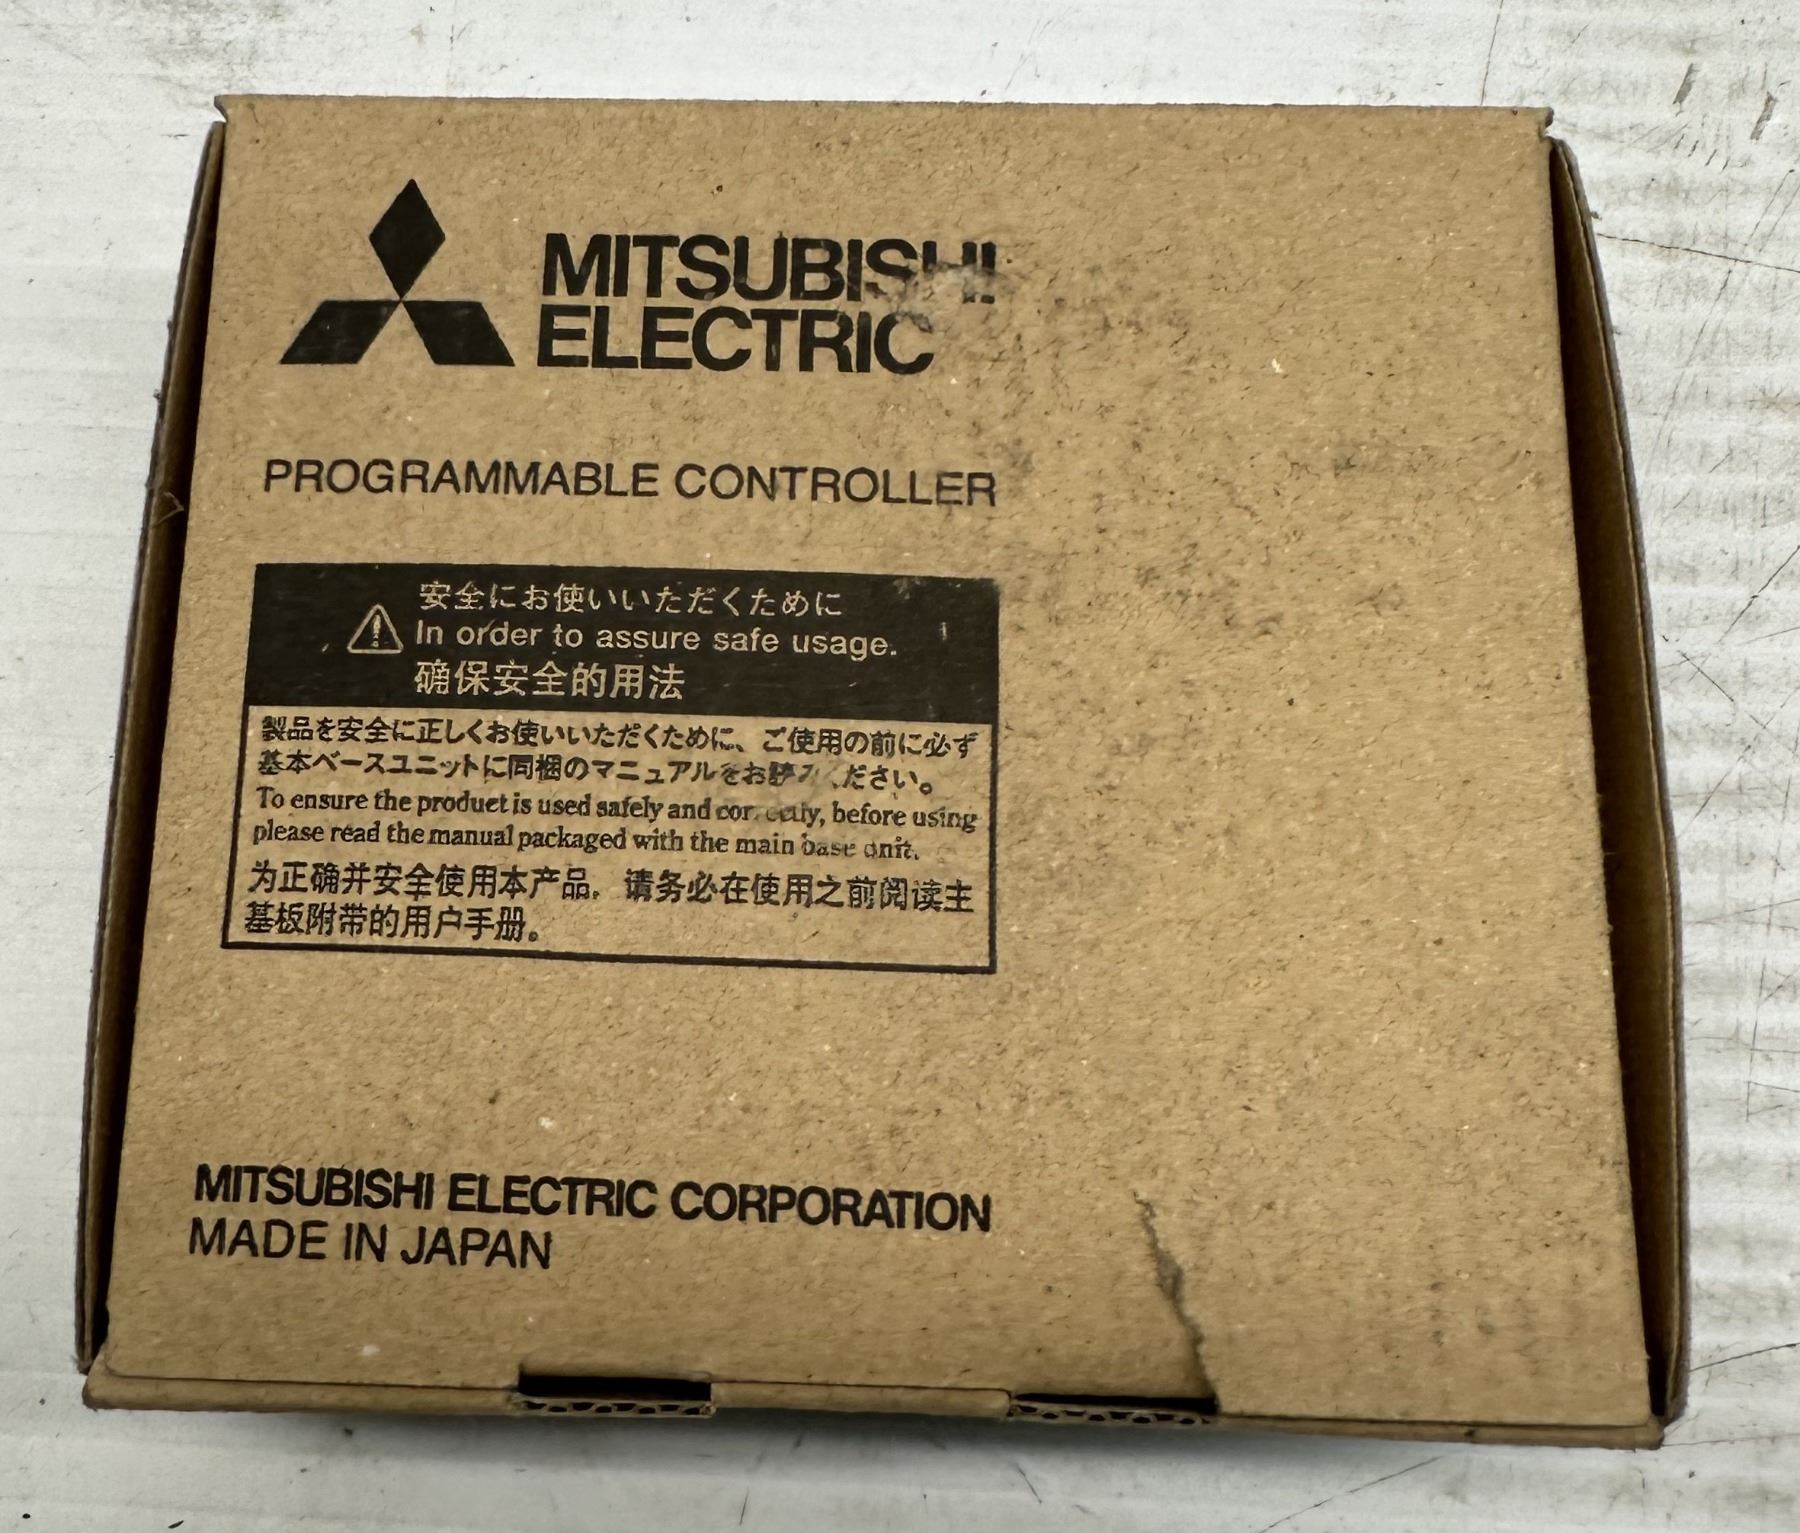 MITSUBISHI
ELECTRIC
PROGRAMMABLE CONTROLLER
安全にお使いいただくために
In order to assure safe usage.
确保安全的用法
製品を安全に正しくお使いいただくために、ご使用の前に必ず
基本ベースユニットに同梱のマニュアルをお読みください。
To ensure the product is used safely and correctly, before using
please read the manual packaged with the main base unit.
为正确并安全使用本产品，请务必在使用之前阅读主
基板附带的用户手册。
MITSUBISHI ELECTRIC CORPORATION
MADE IN JAPAN